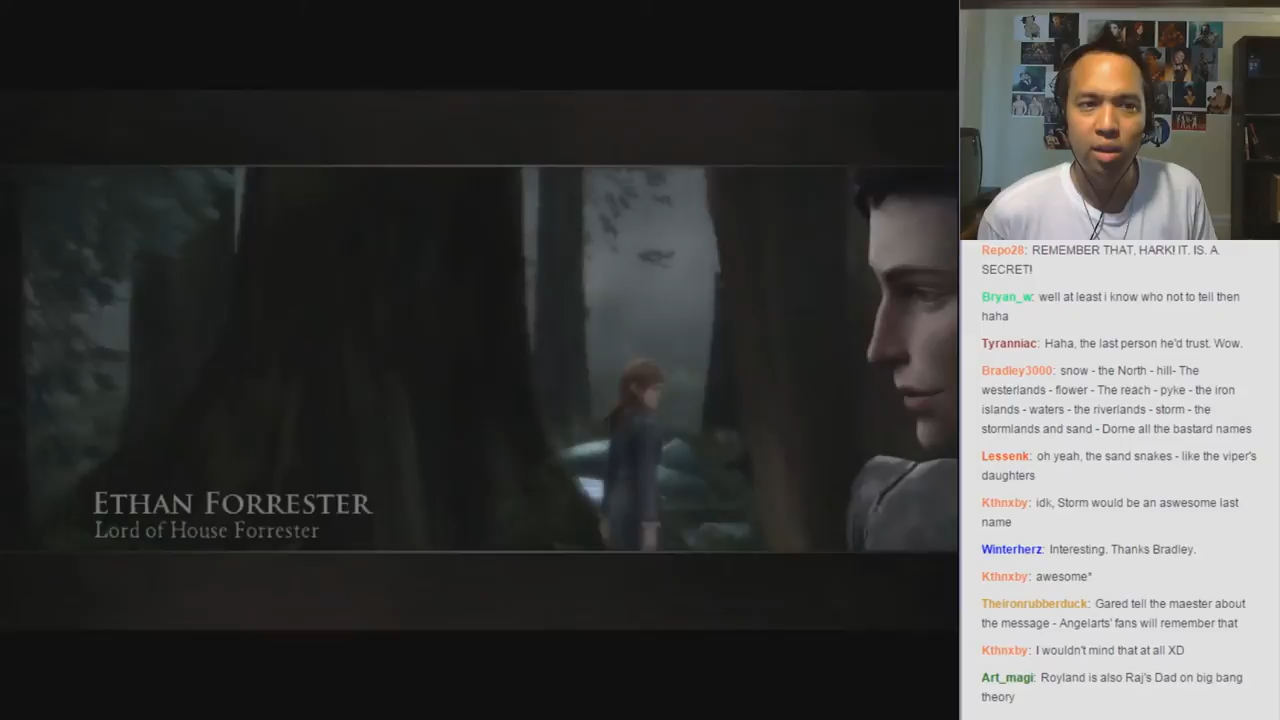 ETHAN FORRESTER
Lord of House Forrester
Repo28: REMEMBER THAT, HARK! IT. IS. A.
SECRET!
Bryan_w: well at least i know who not to tell then
haha
Tyranniac: Haha, the last person he'd trust. Wow.
Bradley3000: snow - the North - hill- The
westerlands - flower - The reach - pyke - the iron
islands - waters - the riverlands - storm - the
stormlands and sand - Dorne all the bastard names
Lessenk: oh yeah, the sand snakes - like the viper's
daughters
Kthnxby: idk, Storm would be an aswesome last
name
Winterherz: Interesting. Thanks Bradley.
Kthnxby: awesome*
Theironrubberduck: Gared tell the maester about
the message - Angelarts' fans will remember that
Kthnxby: I wouldn't mind that at all XD
Art_magi: Royland is also Raj's Dad on big bang
theory